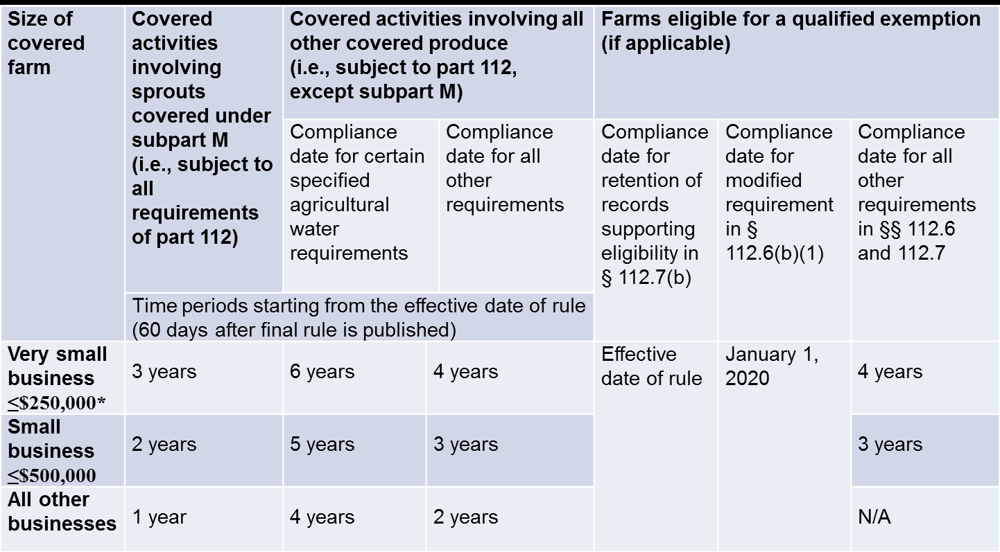 Size of
covered
farm
Covered
activities
involving
sprouts
covered under
subpart M
(i.e., subject to
all
requirements
of part 112)
Covered activities involving all
other covered produce
(i.e., subject to part 112,
except subpart M)
Farms eligible for a qualified exemption
(if applicable)
Compliance
date for certain
specified
agricultural
water
requirements
Compliance
date for all
other
requirements
Compliance
date for
retention of
records
supporting
eligibility in
§ 112.7(b)
Compliance
date for
modified
requirement
in §
112.6(b)(1)
Compliance
date for all
other
requirements
in §§ 112.6
and 112.7
Time periods starting from the effective date of rule
(60 days after final rule is published)
Very small
business
≤$250,000*
3 years
6 years
4 years
Effective
date of rule
January 1,
2020
4 years
Small
business
≤$500,000
2 years
5 years
3 years
3 years
All other
businesses
1 year
4 years
2 years
N/A